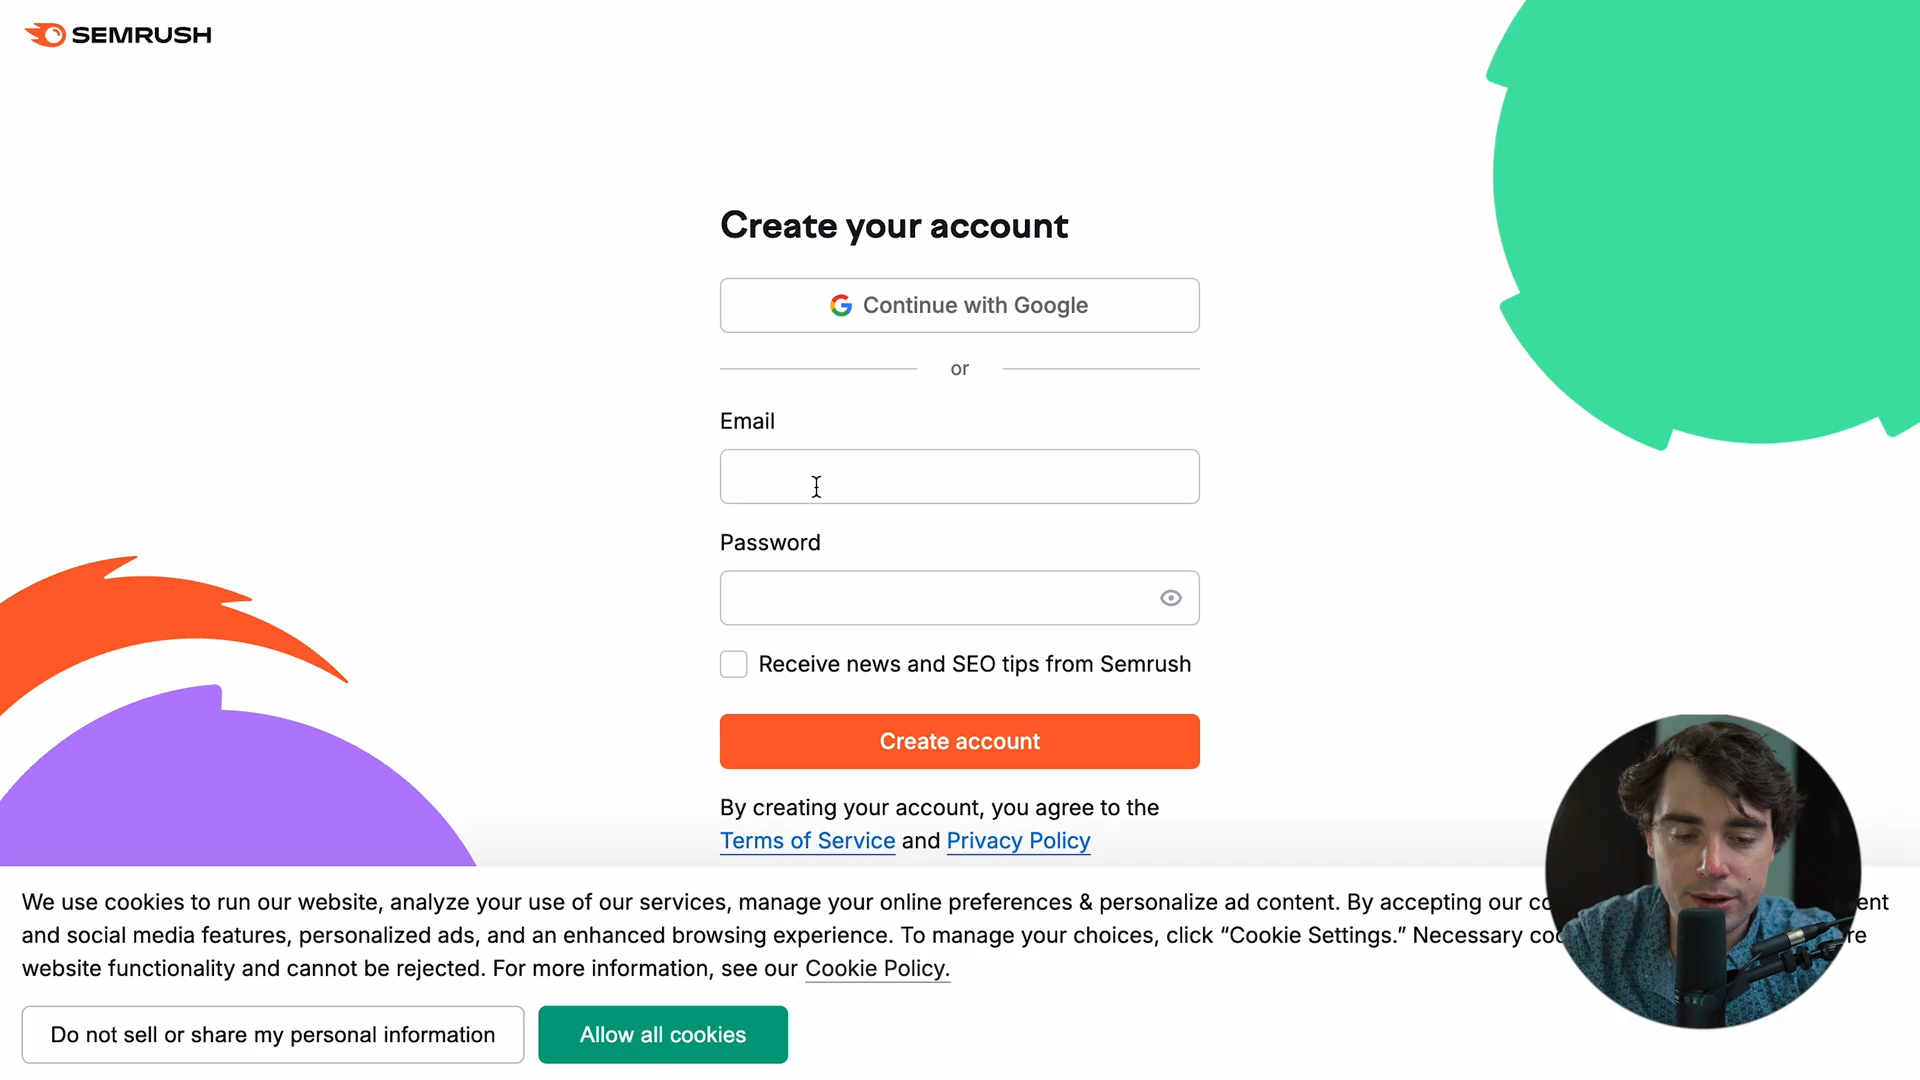 SEMRUSH
Create your account
Continue with Google
or
Email
Password
Receive news and SEO tips from Semrush
Create account
By creating your account, you agree to the
Terms of Service and Privacy Policy
We use cookies to run our website, analyze your use of our services, manage your online preferences & personalize ad content. By accepting our
and social media features, personalized ads, and an enhanced browsing experience. To manage your choices, click “Cookie Settings.” Necessary
website functionality and cannot be rejected. For more information, see our Cookie Policy.
Do not sell or share my personal information
Allow all cookies